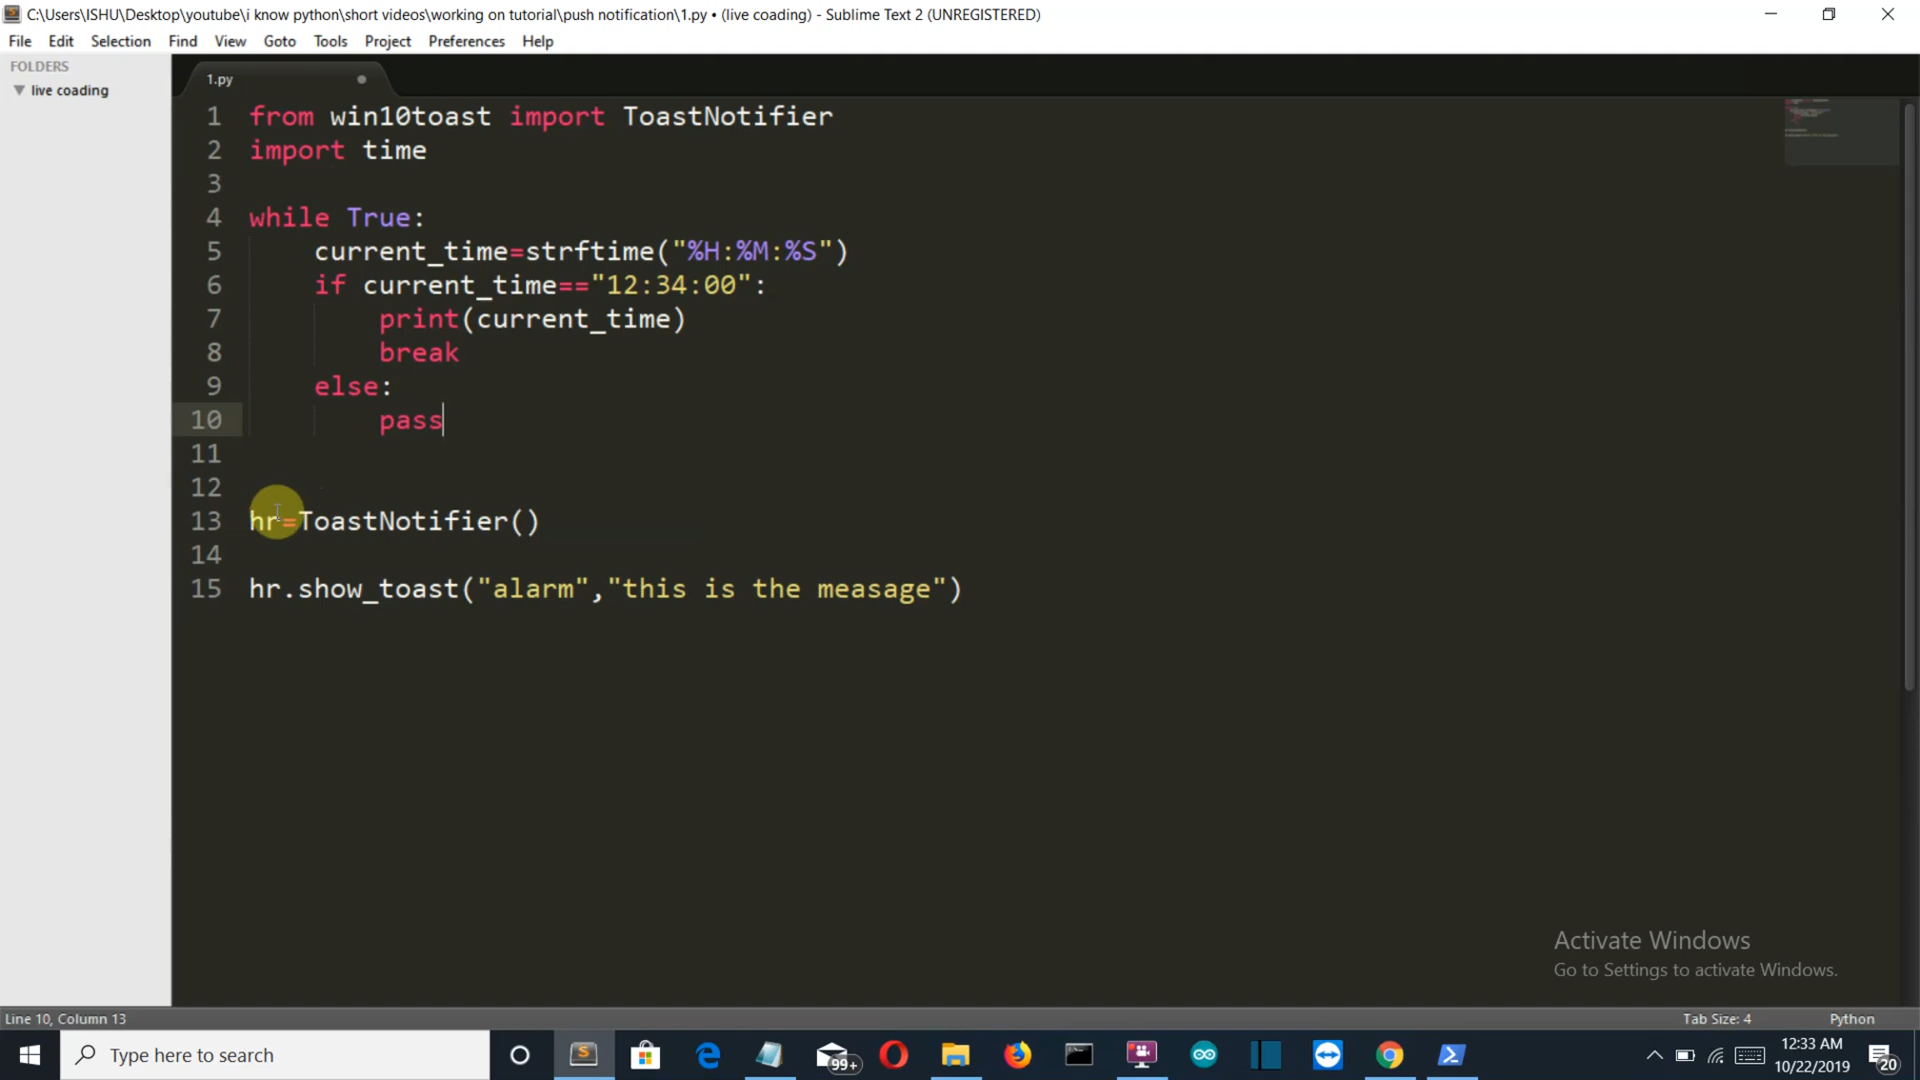 C:\Users\ISHU\Desktop\youtube\i know python\short videos\working on tutorial\push notification\1.py • (live coading) - Sublime Text 2 (UNREGISTERED)
File Edit Selection Find View Goto Tools Project Preferences Help
FOLDERS
live coading
1.py
1 from win10toast import ToastNotifier
2 import time
3
4 while True:
5 current_time=strftime("%H:%M:%S")
6 if current_time=="12:34:00":
7 print(current_time)
8 break
9 else:
10 pass
11
12
13 hr=ToastNotifier()
14
15 hr.show_toast("alarm","this is the meassage")
Activate Windows
Go to Settings to activate Windows.
Line 10, Column 13
Tab Size: 4 Python
Type here to search
99+
12:33 AM
10/22/2019
20